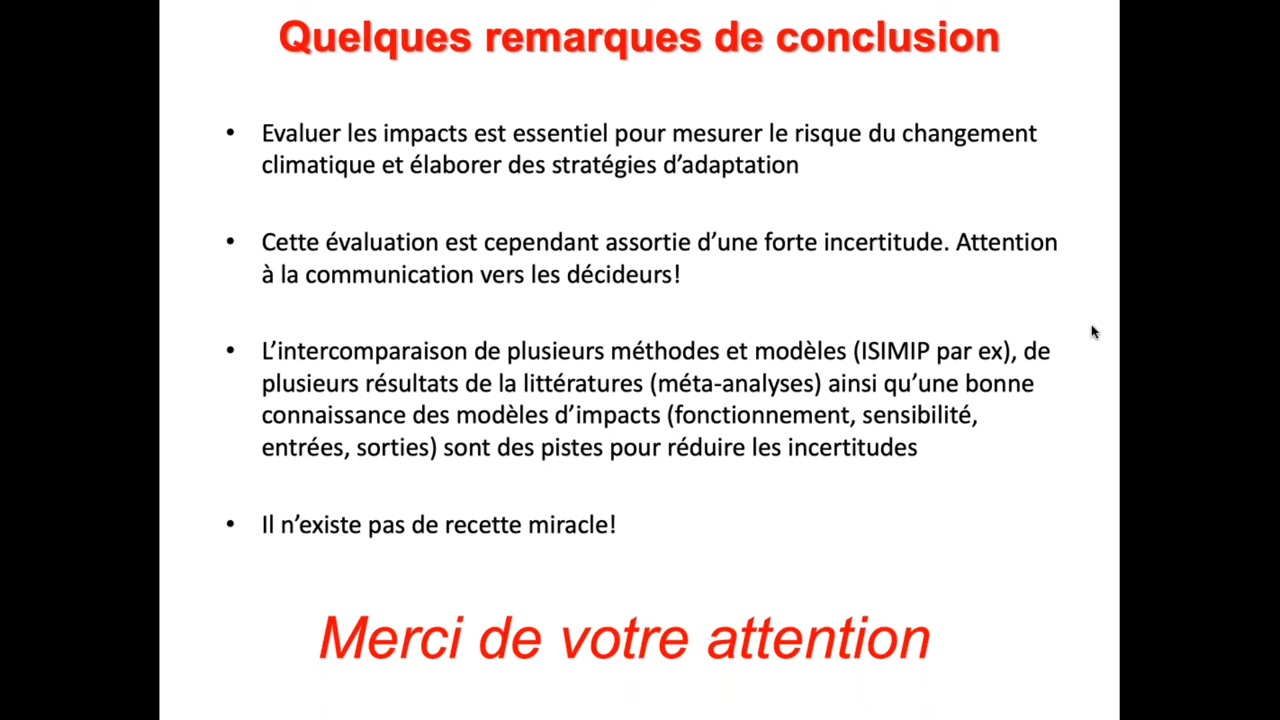 Quelques remarques de conclusion
• Evaluer les impacts est essentiel pour mesurer le risque du changement
climatique et élaborer des stratégies d’adaptation
• Cette évaluation est cependant assortie d’une forte incertitude. Attention
à la communication vers les décideurs!
• L’intercomparaison de plusieurs méthodes et modèles (ISIMIP par ex), de
plusieurs résultats de la littératures (méta-analyses) ainsi qu’une bonne
connaissance des modèles d’impacts (fonctionnement, sensibilité,
entrées, sorties) sont des pistes pour réduire les incertitudes
• Il n’existe pas de recette miracle!
Merci de votre attention